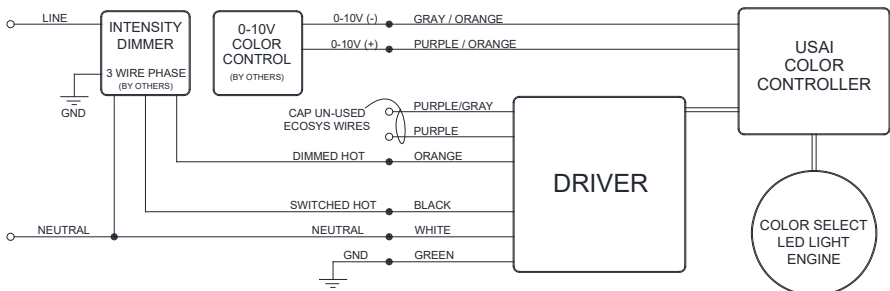 LINE
INTENSITY
DIMMER
3 WIRE PHASE
(BY OTHERS)
GND
0-10V
COLOR
CONTROL
(BY OTHERS)
0-10V (-)
GRAY / ORANGE
0-10V (+)
PURPLE / ORANGE
USAI
COLOR
CONTROLLER
CAP UN-USED
ECOSYS WIRES
PURPLE/GRAY
PURPLE
DIMMED HOT
ORANGE
DRIVER
SWITCHED HOT
BLACK
NEUTRAL
NEUTRAL
WHITE
GND
GREEN
COLOR SELECT
LED LIGHT
ENGINE